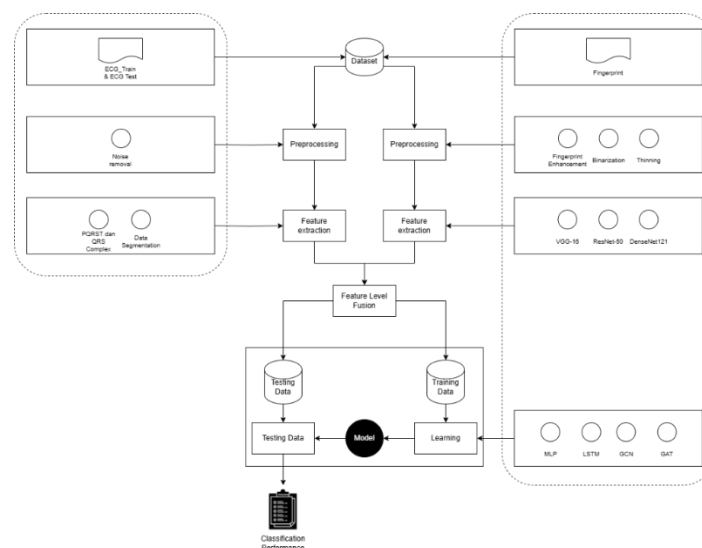 ECG_Train
& ECG Test
Dataset
Fingerprint
Noise
removal
Preprocessing
Preprocessing
Fingerprint
Enhancement
Binarization
Thinning
PQRST dan
QRS
Complex
Data
Segmentation
Feature
extraction
Feature
extraction
VGG-16
ResNet-50
DenseNet121
Feature Level
Fusion
Testing
Data
Training
Data
Testing Data
Model
Learning
MLP
LSTM
GCN
GAT
Classification
Performance